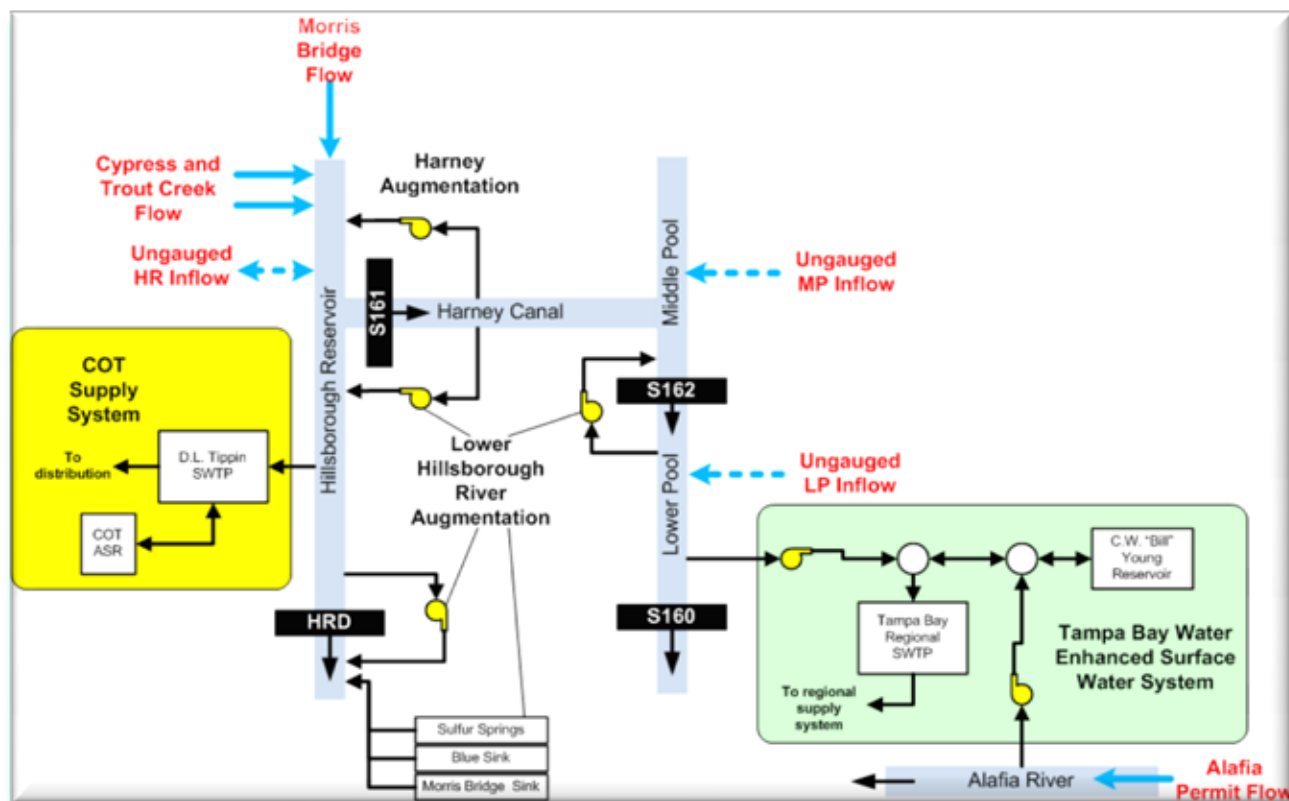 Morris
Bridge
Flow
Cypress and
Trout Creek
Flow
Harney
Augmentation
Ungauged
HR Inflow
Ungauged
MP Inflow
Hillsborough Reservoir
S161
Harney Canal
Middle Pool
COT
Supply
System
S162
To
distribution
D.L. Tippin
SWTP
COT
ASR
Lower
Hillsborough
River
Augmentation
Lower Pool
Ungauged
LP Inflow
C.W. "Bill"
Young
Reservoir
HRD
S160
Tampa Bay
Regional
SWTP
Tampa Bay Water
Enhanced Surface
Water System
To regional
supply
system
Sulfur Springs
Blue Sink
Morris Bridge Sink
Alafia River
Alafia
Permit Flow